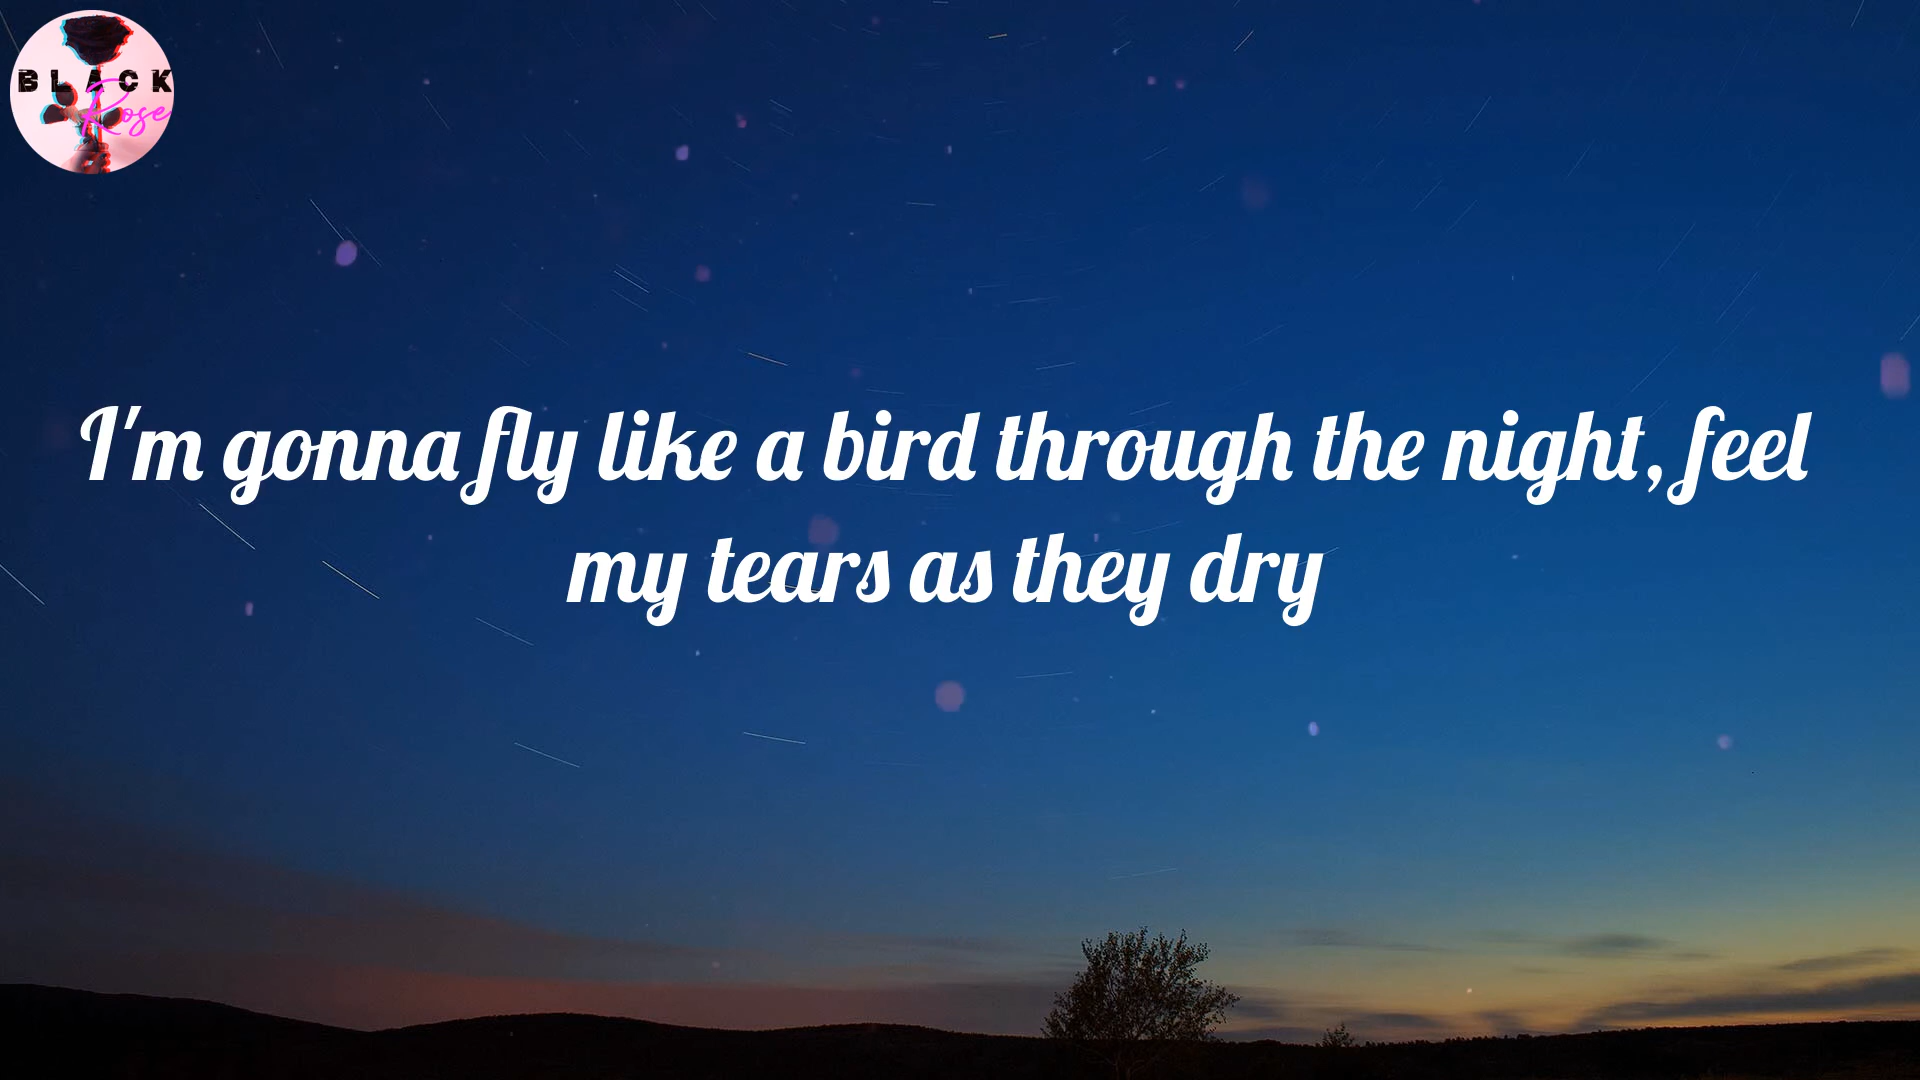 BLACK
Rose
I'm gonna fly like a bird through the night, feel
my tears as they dry